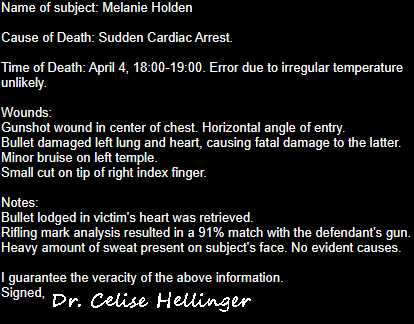 Name of subject: Melanie Holden
Cause of Death: Sudden Cardiac Arrest.
Time of Death: April 4, 18:00-19:00. Error due to irregular temperature
unlikely.
Wounds:
Gunshot wound in center of chest. Horizontal angle of entry.
Bullet damaged left lung and heart, causing fatal damage to the latter.
Minor bruise on left temple.
Small cut on tip of right index finger.
Notes:
Bullet lodged in victim's heart was retrieved.
Rifling mark analysis resulted in a 91% match with the defendant's gun.
Heavy amount of sweat present on subject's face. No evident causes.
I guarantee the veracity of the above information.
Signed, Dr. Celise Hellinger